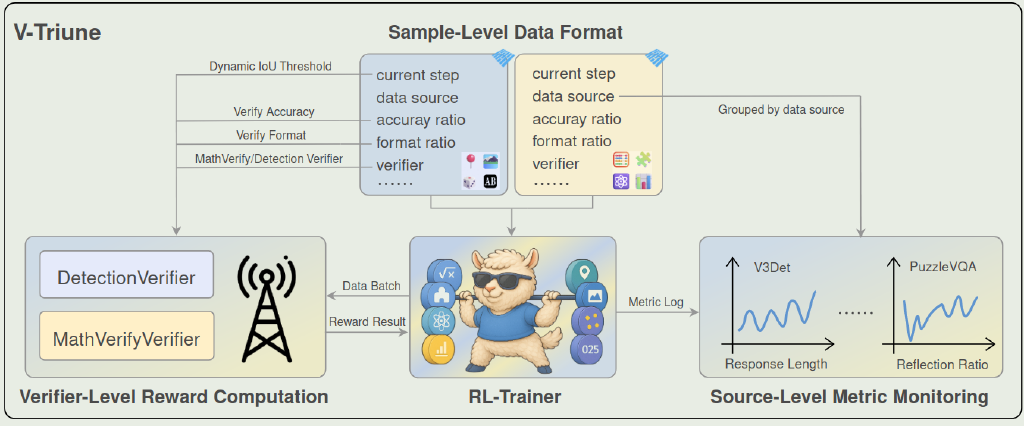 V-Triune
Sample-Level Data Format
Dynamic IoU Threshold
Verify Accuracy
Verify Format
MathVerify/Detection Verifier
current step
data source
accuray ratio
format ratio
verifier
......
AB
current step
data source
accuray ratio
format ratio
verifier
......
Grouped by data source
DetectionVerifier
MathVerifyVerifier
Data Batch
Reward Result
√x
025
Metric Log
V3Det
Response Length
......
PuzzleVQA
Reflection Ratio
Verifier-Level Reward Computation
RL-Trainer
Source-Level Metric Monitoring